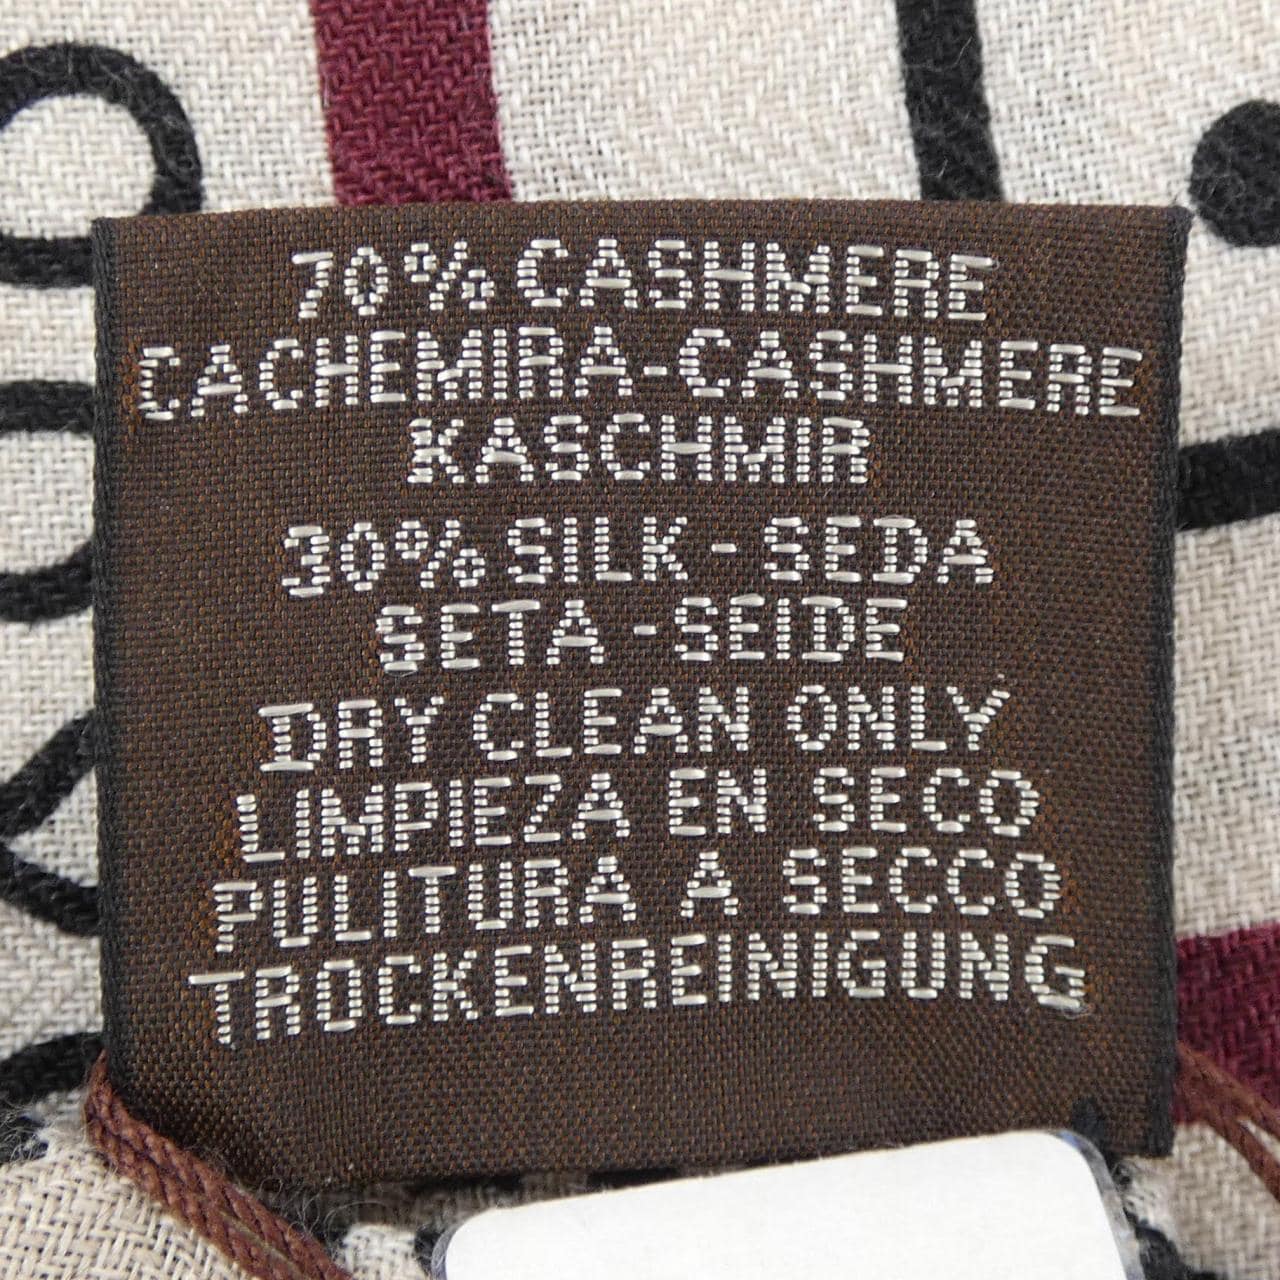 70% CASHMERE
CACHEMIRA-CASHMERE
KASCHMIR
30% SILK - SEDA
SETA - SEIDE
DRY CLEAN ONLY
LIMPIEZA EN SECO
PULITURA A SECCO
TROCKENREINIGUNG